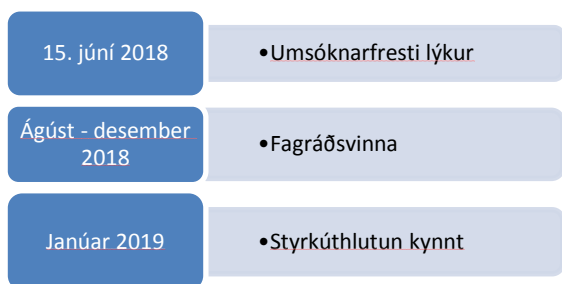 15. júní 2018
•Umsóknarfresti lýkur
Ágúst - desember
2018
•Fagráðsvinna
Janúar 2019
•Styrkúthlutun kynnt